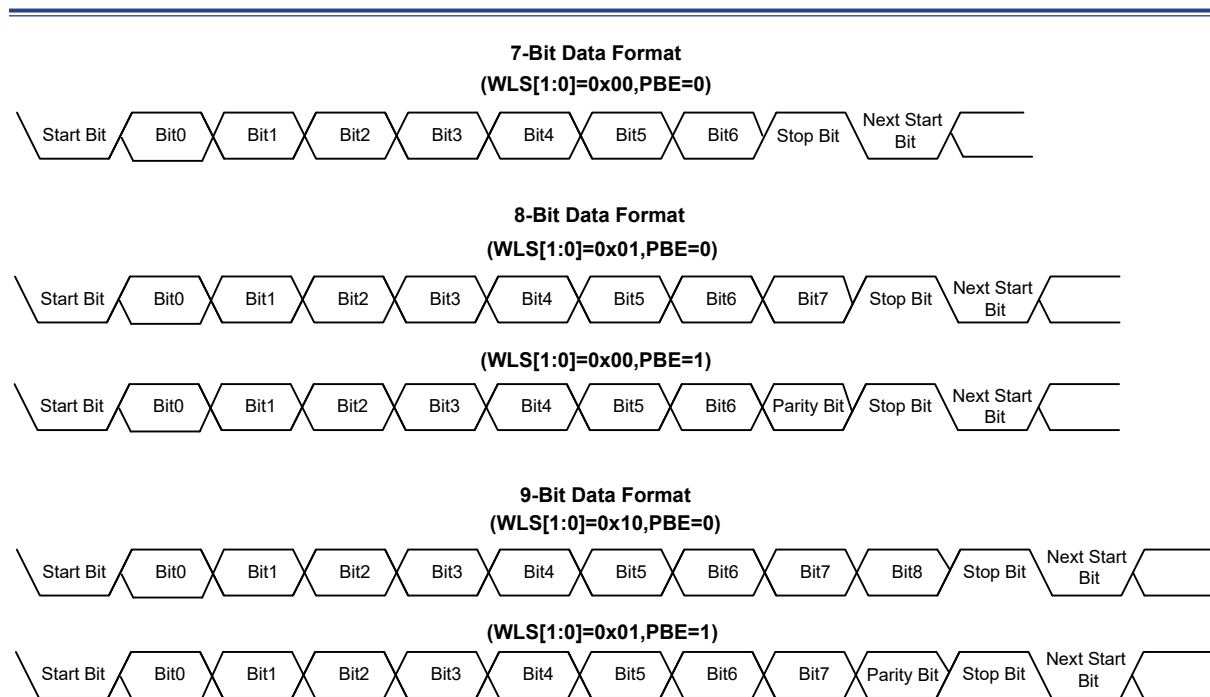 7-Bit Data Format
(WLS[1:0]=0x00,PBE=0)
Start Bit Bit0 Bit1 Bit2 Bit3 Bit4 Bit5 Bit6 Stop Bit Next Start Bit
8-Bit Data Format
(WLS[1:0]=0x01,PBE=0)
Start Bit Bit0 Bit1 Bit2 Bit3 Bit4 Bit5 Bit6 Bit7 Stop Bit Next Start Bit
(WLS[1:0]=0x00,PBE=1)
Start Bit Bit0 Bit1 Bit2 Bit3 Bit4 Bit5 Bit6 Parity Bit Stop Bit Next Start Bit
9-Bit Data Format
(WLS[1:0]=0x10,PBE=0)
Start Bit Bit0 Bit1 Bit2 Bit3 Bit4 Bit5 Bit6 Bit7 Bit8 Stop Bit Next Start Bit
(WLS[1:0]=0x01,PBE=1)
Start Bit Bit0 Bit1 Bit2 Bit3 Bit4 Bit5 Bit6 Bit7 Parity Bit Stop Bit Next Start Bit